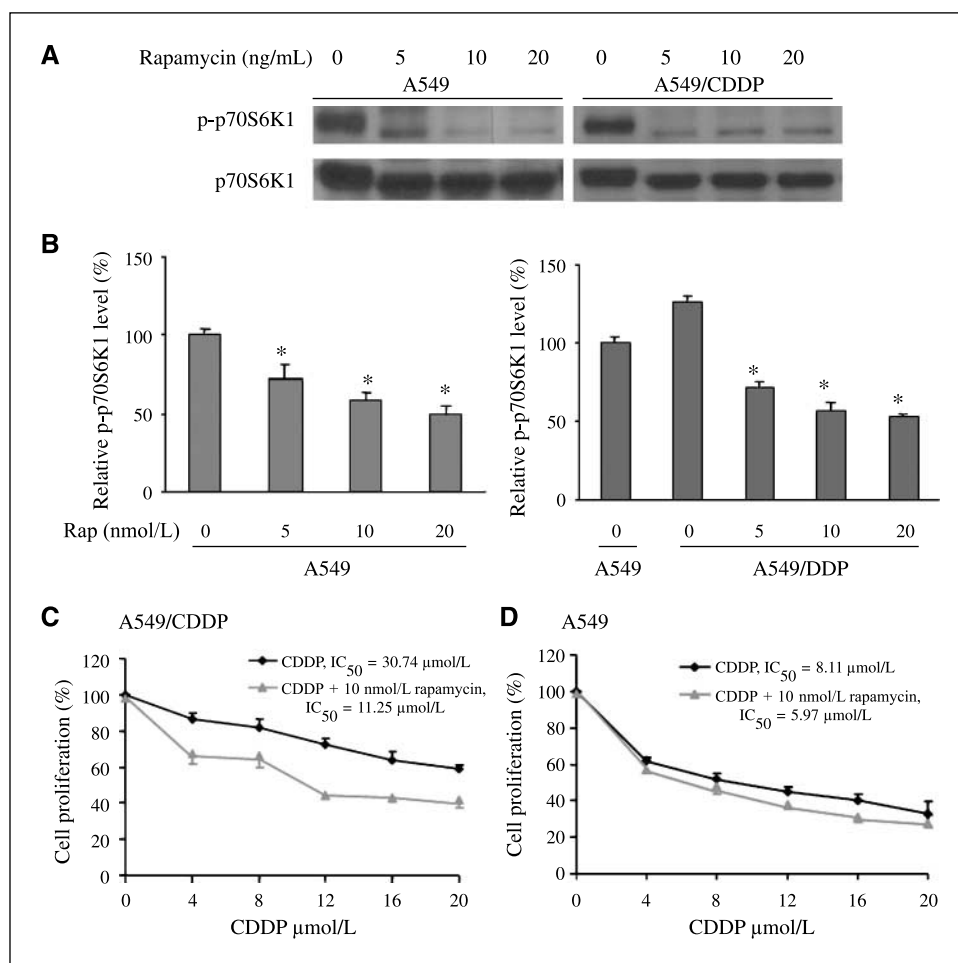 A
Rapamycin (ng/mL) 0 5 10 20 0 5 10 20
A549 A549/CDDP
p-p70S6K1
p70S6K1
B
Relative p-p70S6K1 level (%)
150
100
50
0
* * *
Rap (nmol/L) 0 5 10 20
A549
Relative p-p70S6K1 level (%)
150
100
50
0
* * *
0 0 5 10 20
A549 A549/DDP
C A549/CDDP
Cell proliferation (%)
120
100
80
60
40
20
0
CDDP, IC50 = 30.74 µmol/L
CDDP + 10 nmol/L rapamycin,
IC50 = 11.25 µmol/L
0 4 8 12 16 20
CDDP µmol/L
D A549
Cell proliferation (%)
120
100
80
60
40
20
0
CDDP, IC50 = 8.11 µmol/L
CDDP + 10 nmol/L rapamycin,
IC50 = 5.97 µmol/L
0 4 8 12 16 20
CDDP µmol/L